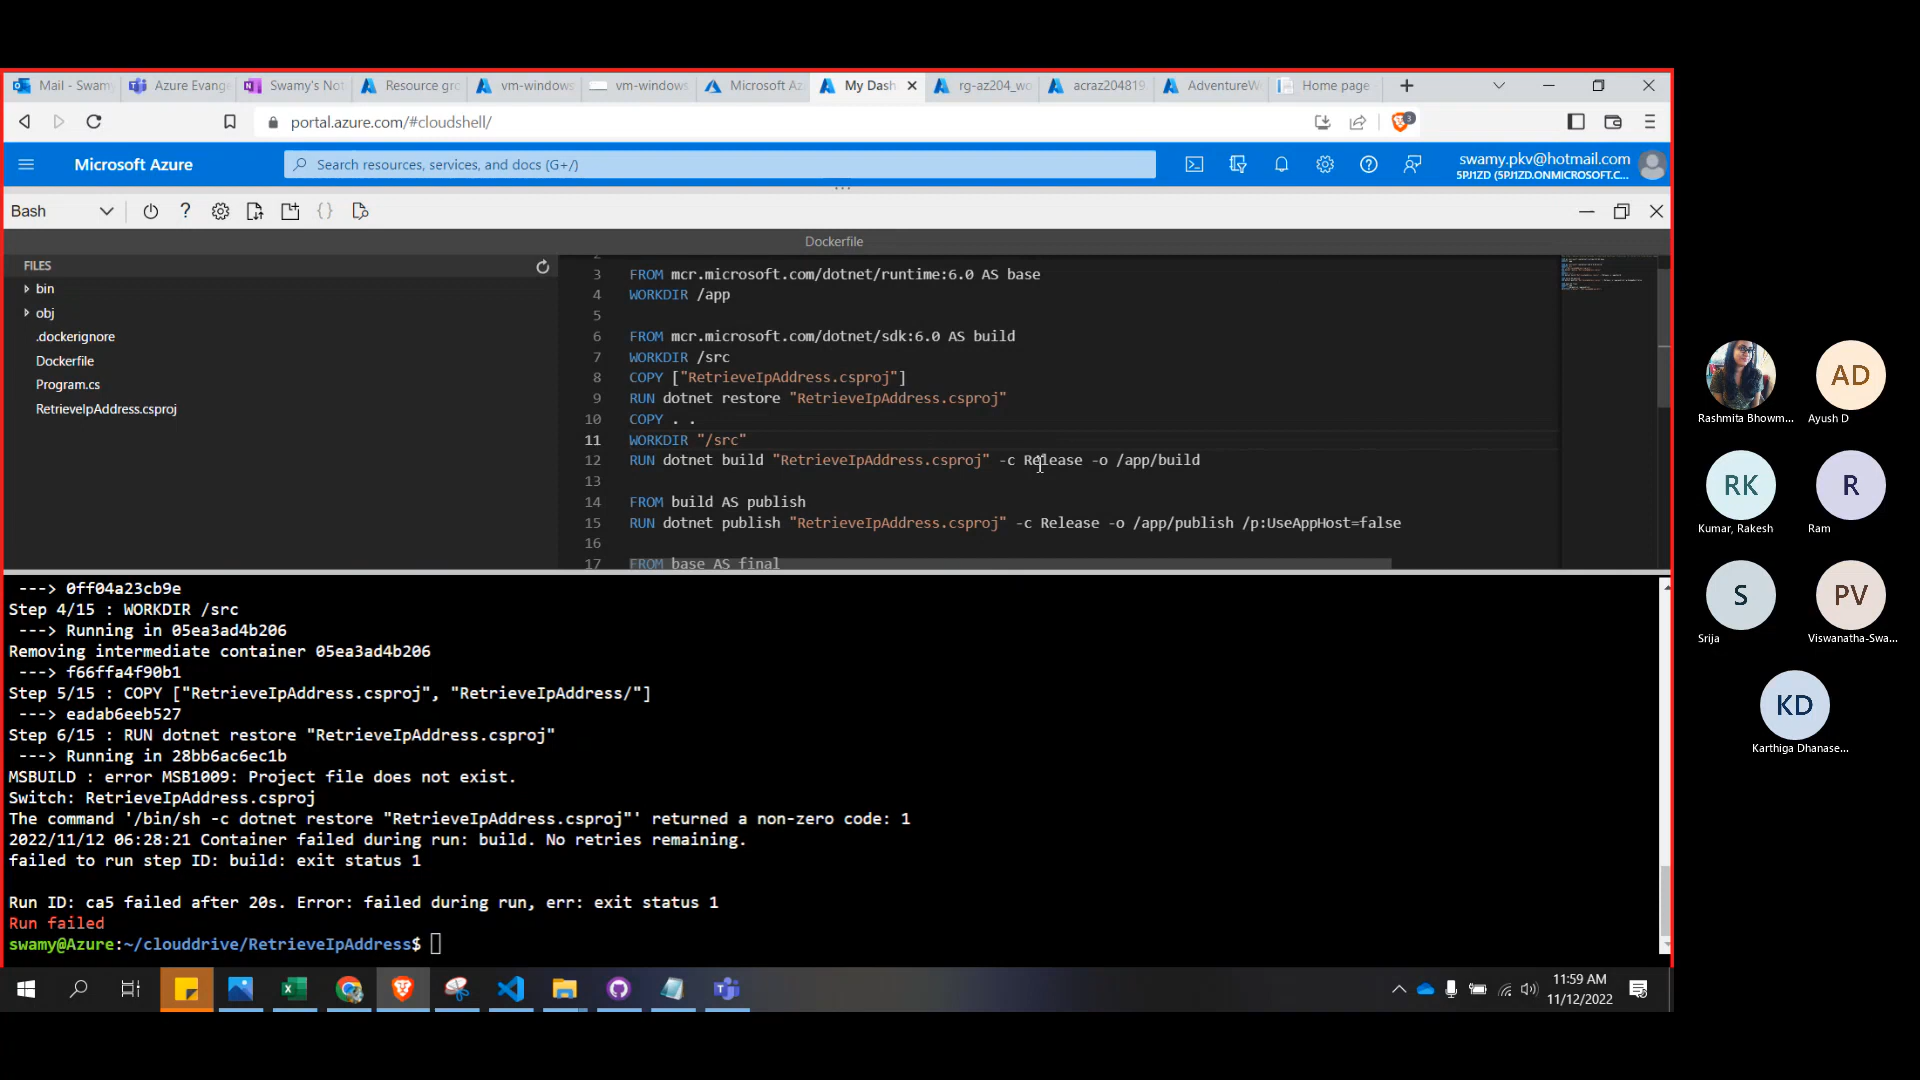 Mail - Swam
Azure Evang
Swamy's Not
Resource gro
vm-windows
vm-windows
Microsoft Az
My Dash
rg-az204_wo
acraz204819
AdventureW
Home page
portal.azure.com/#cloudshell/
3
Microsoft Azure
Search resources, services, and docs (G+/)
swamy.pkv@hotmail.com
5PJ1ZD (5PJ1ZD.ONMICROSOFT.C...
Bash
Dockerfile
FILES
bin
obj
.dockerignore
Dockerfile
Program.cs
RetrieveIpAddress.csproj
2
3 FROM mcr.microsoft.com/dotnet/runtime:6.0 AS base
4 WORKDIR /app
5
6 FROM mcr.microsoft.com/dotnet/sdk:6.0 AS build
7 WORKDIR /src
8 COPY ["RetrieveIpAddress.csproj"]
9 RUN dotnet restore "RetrieveIpAddress.csproj"
10 COPY . .
11 WORKDIR "/src"
12 RUN dotnet build "RetrieveIpAddress.csproj" -c Release -o /app/build
13
14 FROM build AS publish
15 RUN dotnet publish "RetrieveIpAddress.csproj" -c Release -o /app/publish /p:UseAppHost=false
16
17 FROM base AS final
---> 0ff04a23cb9e
Step 4/15 : WORKDIR /src
---> Running in 05ea3ad4b206
Removing intermediate container 05ea3ad4b206
---> f66ffa4f90b1
Step 5/15 : COPY ["RetrieveIpAddress.csproj", "RetrieveIpAddress/"]
---> eadab6eeb527
Step 6/15 : RUN dotnet restore "RetrieveIpAddress.csproj"
---> Running in 28bb6ac6ec1b
MSBUILD : error MSB1009: Project file does not exist.
Switch: RetrieveIpAddress.csproj
The command '/bin/sh -c dotnet restore "RetrieveIpAddress.csproj"' returned a non-zero code: 1
2022/11/12 06:28:21 Container failed during run: build. No retries remaining.
failed to run step ID: build: exit status 1
Run ID: ca5 failed after 20s. Error: failed during run, err: exit status 1
Run failed
swamy@Azure:~/clouddrive/RetrieveIpAddress$
11:59 AM
11/12/2022
Rashmita Bhowm...
AD
Ayush D
RK
Kumar, Rakesh
R
Ram
S
Srija
PV
Viswanatha-Swa...
KD
Karthiga Dhanase...